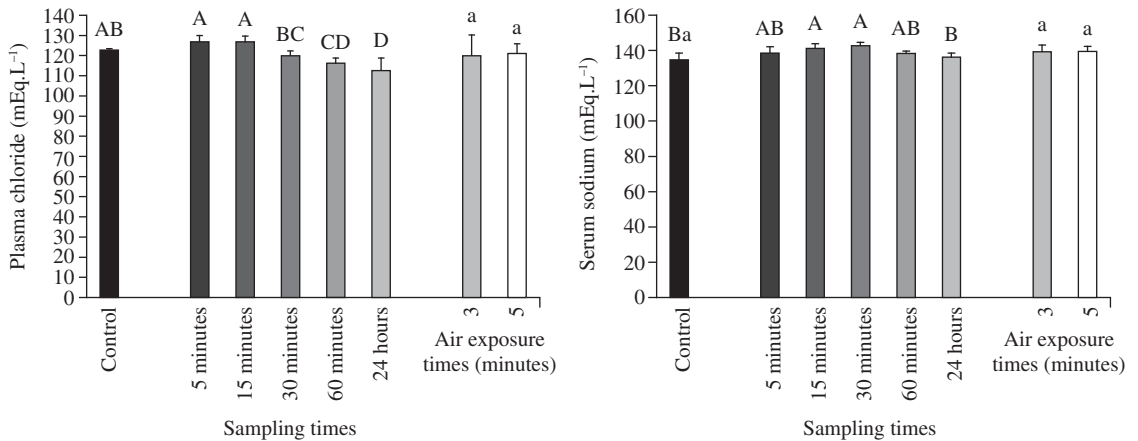 Plasma chloride (mEq.L⁻¹)
140
130
120
110
100
90
80
70
60
50
40
30
20
10
0
AB
A
A
BC
CD
D
a
a
Control
5 minutes
15 minutes
30 minutes
60 minutes
24 hours
3
5
Air exposure
times (minutes)
Sampling times
Serum sodium (mEq.L⁻¹)
160
140
120
100
80
60
40
20
0
Ba
AB
A
A
AB
B
a
a
Control
5 minutes
15 minutes
30 minutes
60 minutes
24 hours
3
5
Air exposure
times (minutes)
Sampling times